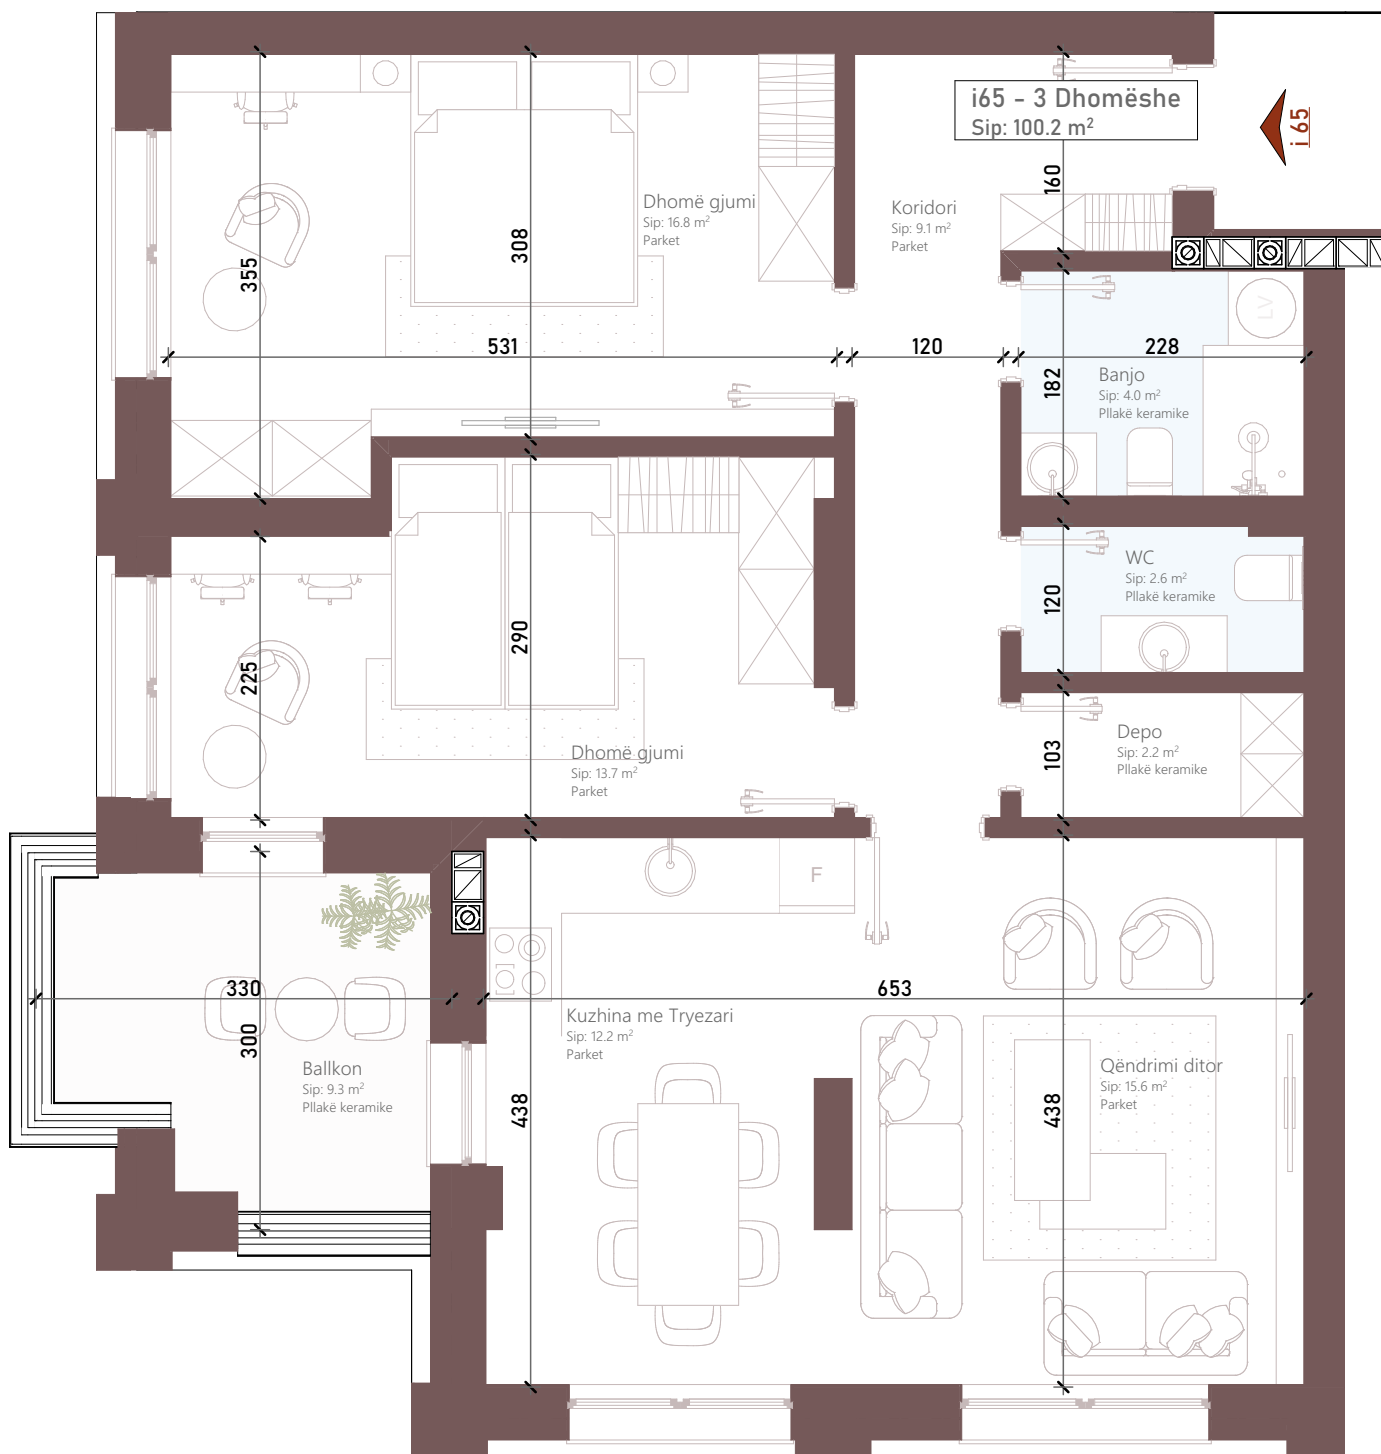 i65 - 3 Dhomëshe
Sip: 100.2 m²
i 65
160
Dhomë gjumi
Sip: 16.8 m²
Parket
Koridori
Sip: 9.1 m²
Parket
308
355
LV
531
120
228
182
Banjo
Sip: 4.0 m²
Pllakë keramike
WC
Sip: 2.6 m²
Pllakë keramike
120
290
225
Dhomë gjumi
Sip: 13.7 m²
Parket
Depo
Sip: 2.2 m²
Pllakë keramike
103
F
330
653
300
Kuzhina me Tryezari
Sip: 12.2 m²
Parket
Ballkon
Sip: 9.3 m²
Pllakë keramike
Qëndrimi ditor
Sip: 15.6 m²
Parket
438
438